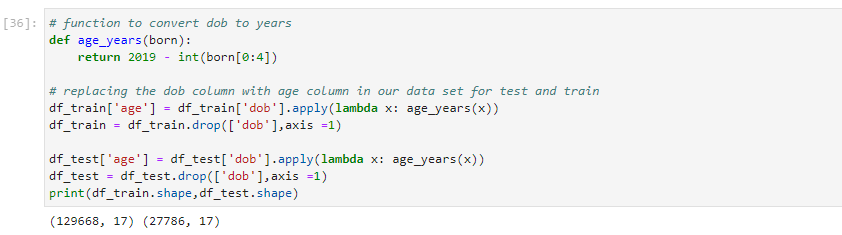 [36]: # function to convert dob to years
def age_years(born):
    return 2019 - int(born[0:4])
# replacing the dob column with age column in our data set for test and train
df_train['age'] = df_train['dob'].apply(lambda x: age_years(x))
df_train = df_train.drop(['dob'],axis =1)
df_test['age'] = df_test['dob'].apply(lambda x: age_years(x))
df_test = df_test.drop(['dob'],axis =1)
print(df_train.shape,df_test.shape)
(129668, 17) (27786, 17)